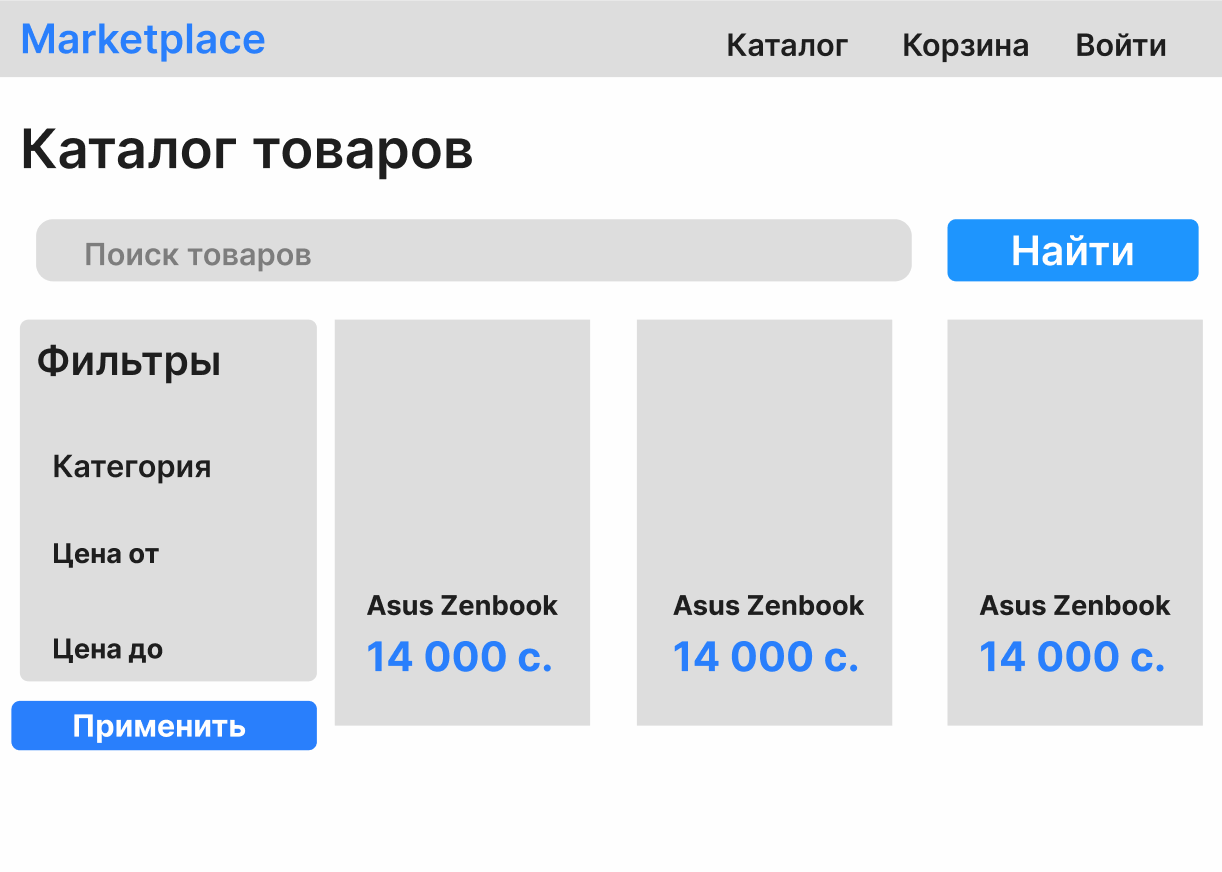 Marketplace
Каталог Корзина Войти
Каталог товаров
Поиск товаров
Найти
Фильтры
Категория
Цена от
Цена до
Применить
Asus Zenbook
14 000 с.
Asus Zenbook
14 000 с.
Asus Zenbook
14 000 с.